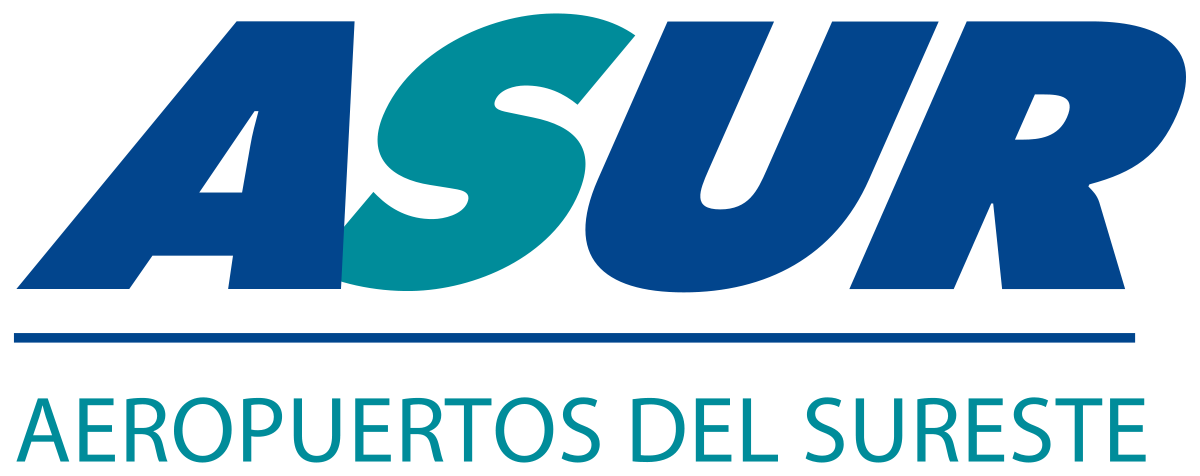 ASUR
AEROPUERTOS DEL SURESTE